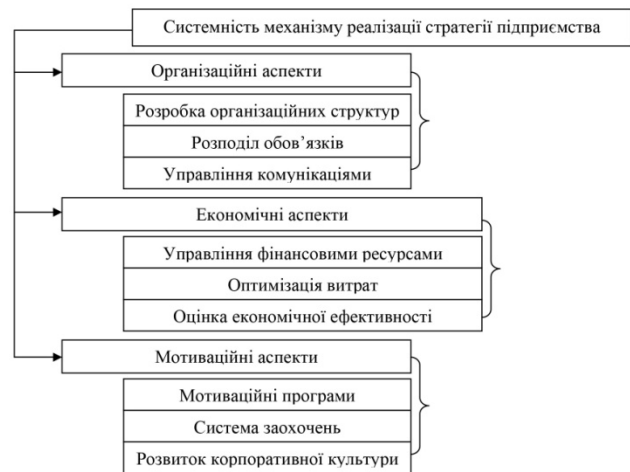 Системність механізму реалізації стратегії підприємства
Організаційні аспекти
Розробка організаційних структур
Розподіл обов’язків
Управління комунікаціями
Економічні аспекти
Управління фінансовими ресурсами
Оптимізація витрат
Оцінка економічної ефективності
Мотиваційні аспекти
Мотиваційні програми
Система заохочень
Розвиток корпоративної культури